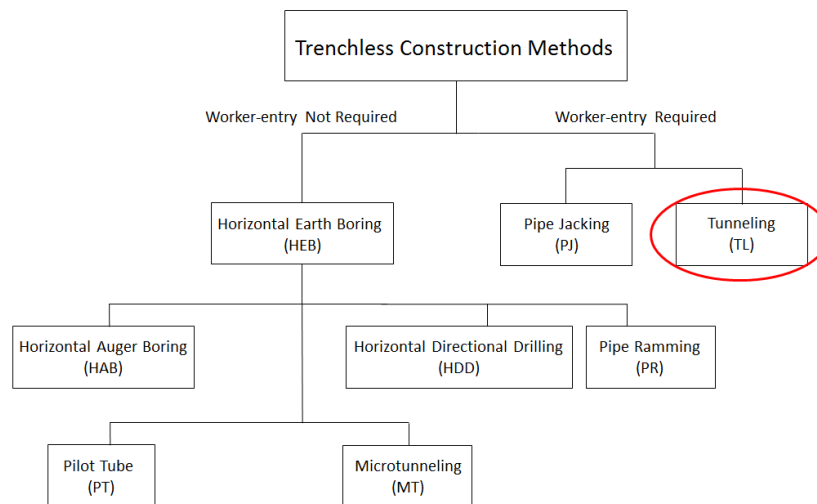 Trenchless Construction Methods
Worker-entry Not Required
Worker-entry Required
Horizontal Earth Boring
(HEB)
Pipe Jacking
(PJ)
Tunneling
(TL)
Horizontal Auger Boring
(HAB)
Horizontal Directional Drilling
(HDD)
Pipe Ramming
(PR)
Pilot Tube
(PT)
Microtunneling
(MT)